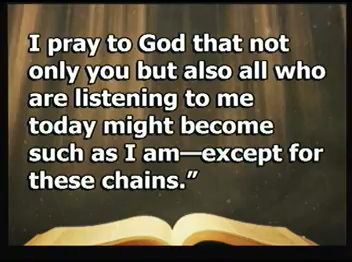 I pray to God that not
only you but also all who
are listening to me
today might become
such as I am—except for
these chains.”